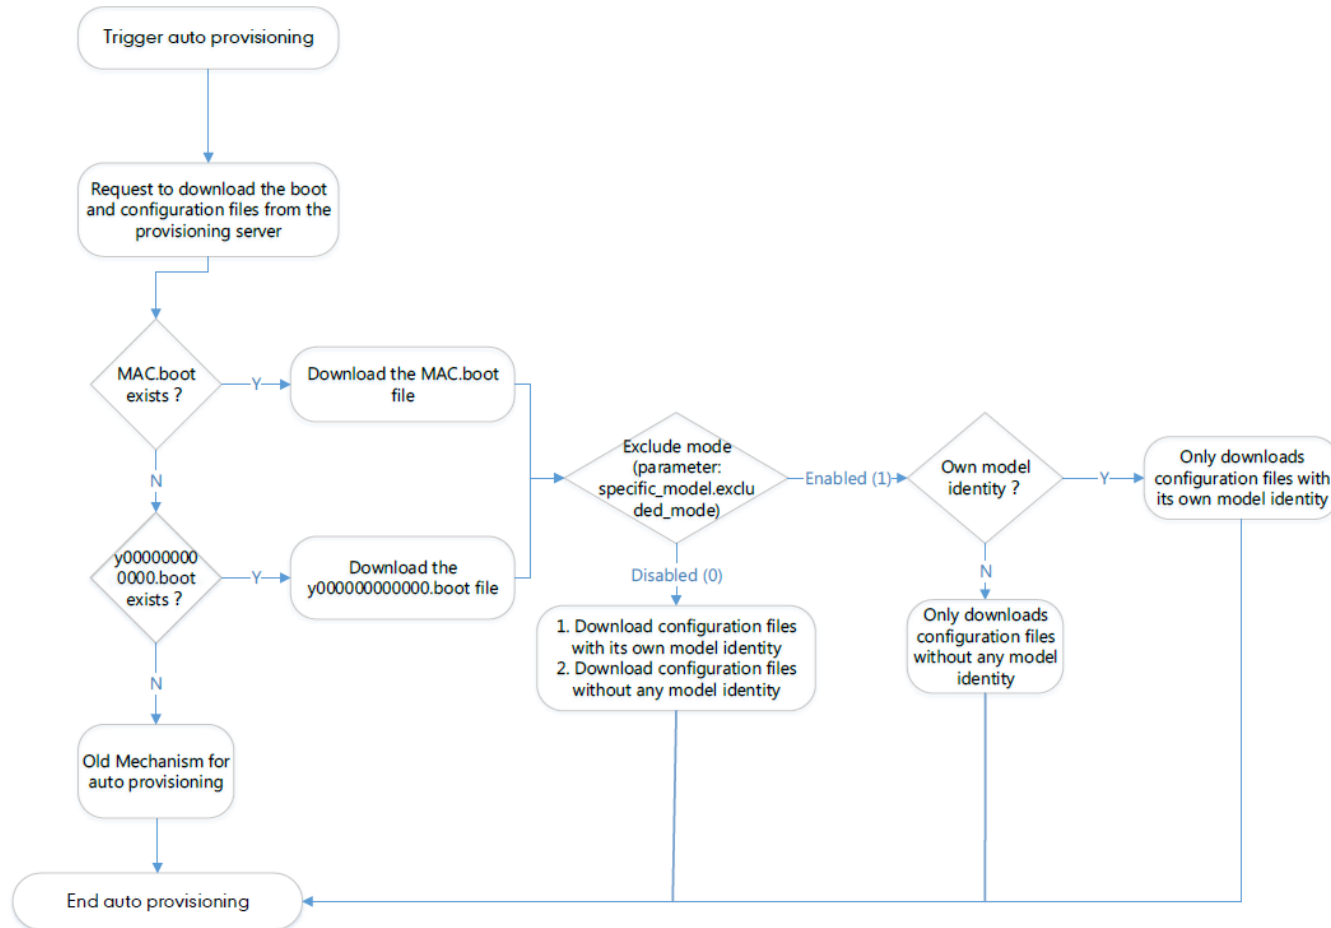 Trigger auto provisioning
Request to download the boot
and configuration files from the
provisioning server
MAC.boot
exists ?
Y
Download the MAC.boot
file
N
y00000000
0000.boot
exists ?
Y
Download the
y000000000000.boot file
N
Old Mechanism for
auto provisioning
End auto provisioning
Exclude mode
(parameter:
specific_model.exclu
ded_mode)
Enabled (1)
Disabled (0)
1. Download configuration files
with its own model identity
2. Download configuration files
without any model identity
Own model
identity ?
Y
Only downloads
configuration files with
its own model identity
N
Only downloads
configuration files
without any model
identity